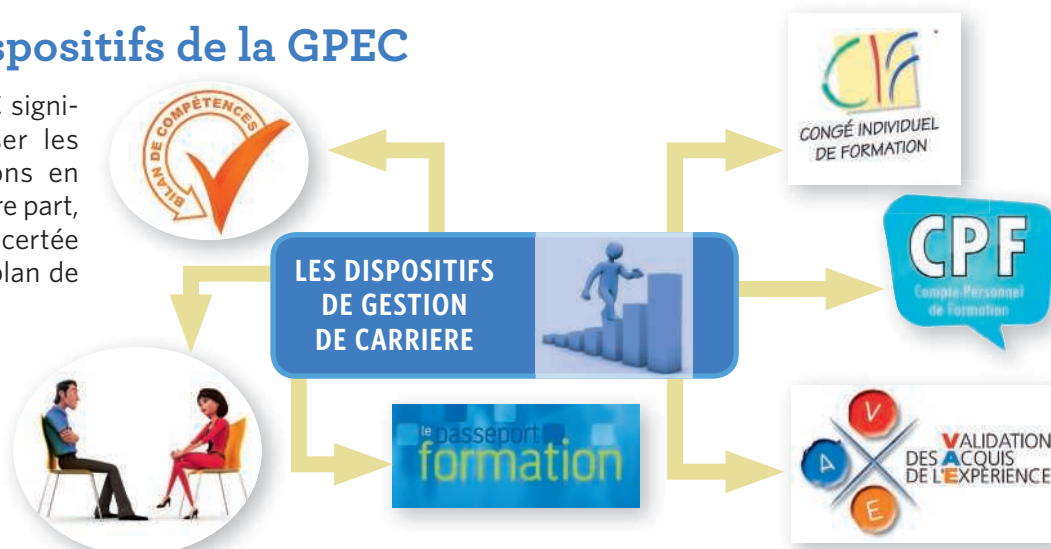 spositifs de la GPEC
signi-
ser les
ons en
re part,
certée
plan de
BILAN DE COMPÉTENCES
CIF
CONGÉ INDIVIDUEL
DE FORMATION
CPF
Compte Personnel
de Formation
LES DISPOSITIFS
DE GESTION
DE CARRIERE
le passeport
formation
V
A
E
VALIDATION
DES ACQUIS
DE L'EXPÉRIENCE